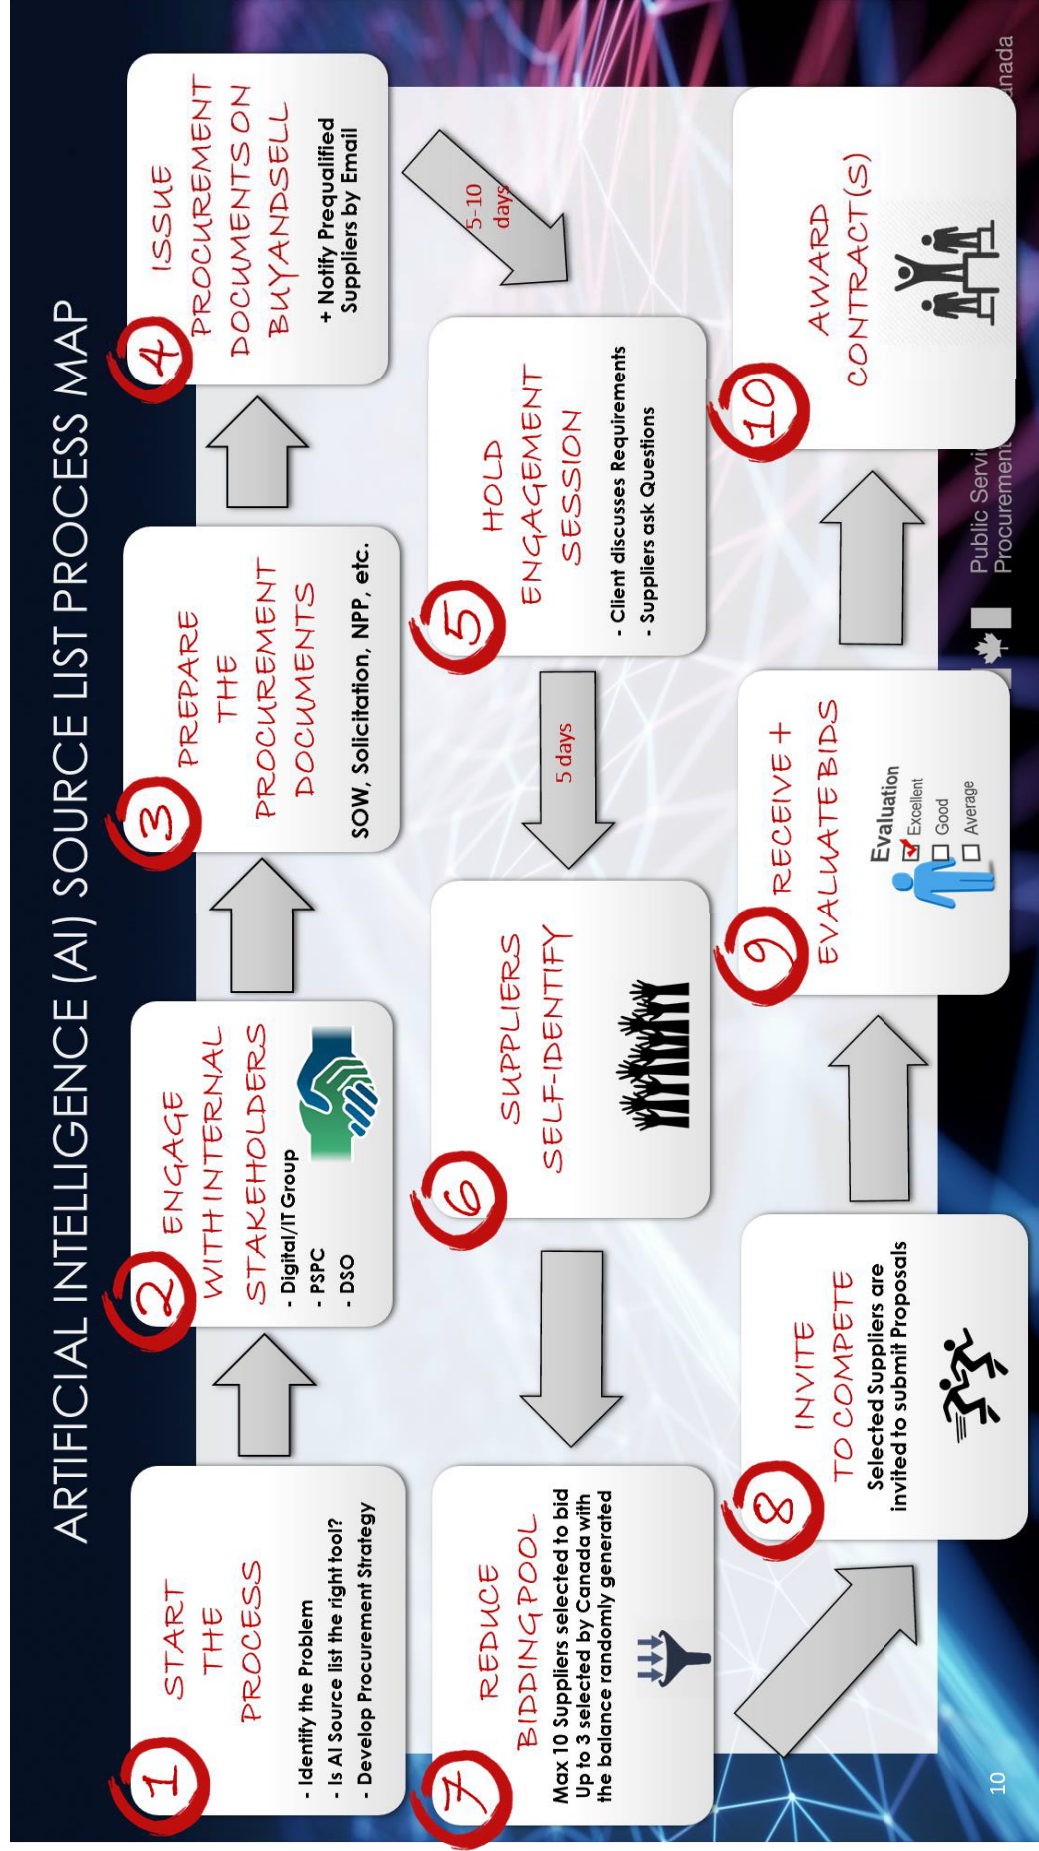 ARTIFICIAL INTELLIGENCE (AI) SOURCE LIST PROCESS MAP
1
START
THE
PROCESS
- Identify the Problem
- Is AI Source list the right tool?
- Develop Procurement Strategy
2
ENGAGE
WITH INTERNAL
STAKEHOLDERS
- Digital/IT Group
- PSPC
- DSO
3
PREPARE
THE
PROCUREMENT
DOCUMENTS
SOW, Solicitation, NPP, etc.
4
ISSUE
PROCUREMENT
DOCUMENTS ON
BUYANDSELL
+ Notify Prequalified
Suppliers by Email
5-10
days
5
HOLD
ENGAGEMENT
SESSION
- Client discusses Requirements
- Suppliers ask Questions
5 days
6
SUPPLIERS
SELF-IDENTIFY
7
REDUCE
BIDDING POOL
Max 10 Suppliers selected to bid
Up to 3 selected by Canada with
the balance randomly generated
8
INVITE
TO COMPETE
Selected Suppliers are
invited to submit Proposals
9
RECEIVE +
EVALUATE BIDS
Evaluation
Excellent
Good
Average
10
AWARD
CONTRACT(S)
10
Public Servi
Procurement
anada